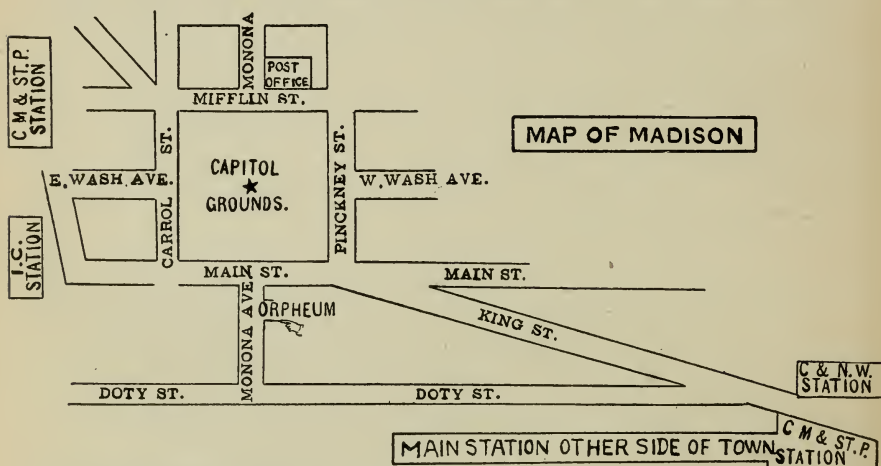 C M & ST. P.
STATION
MONONA
POST
OFFICE
MIFFLIN ST.
MAP OF MADISON
CARROL ST.
CAPITOL
GROUNDS.
PINCKNEY ST.
E. WASH. AVE.
W. WASH AVE.
I.C.
STATION
MAIN ST.
MAIN ST.
MONONA AVE
ORPHEUM
KING ST.
C & N.W.
STATION
DOTY ST.
DOTY ST.
MAIN STATION OTHER SIDE OF TOWN
C M & ST. P.
STATION